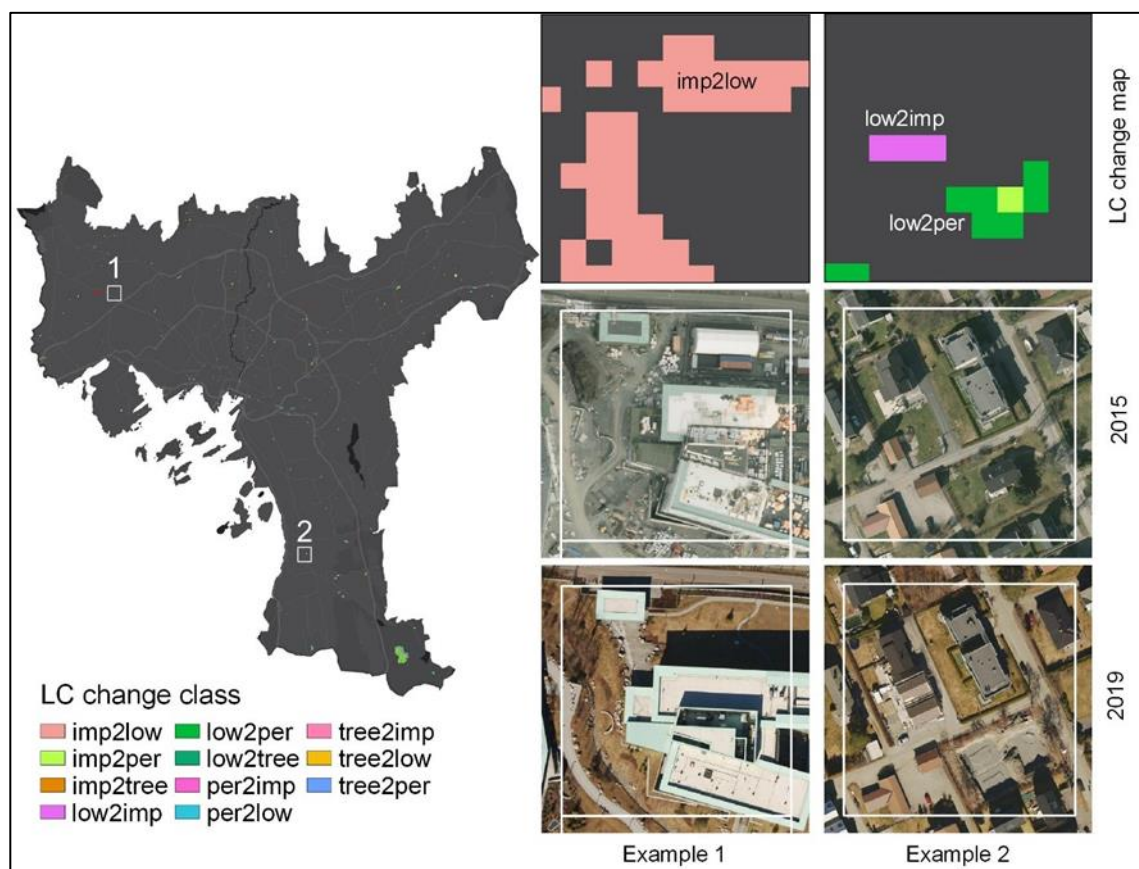 imp2low
low2imp
low2per
LC change map
1
2
2015
2019
LC change class
imp2low low2per tree2imp
imp2per low2tree tree2low
imp2tree per2imp tree2per
low2imp per2low
Example 1 Example 2